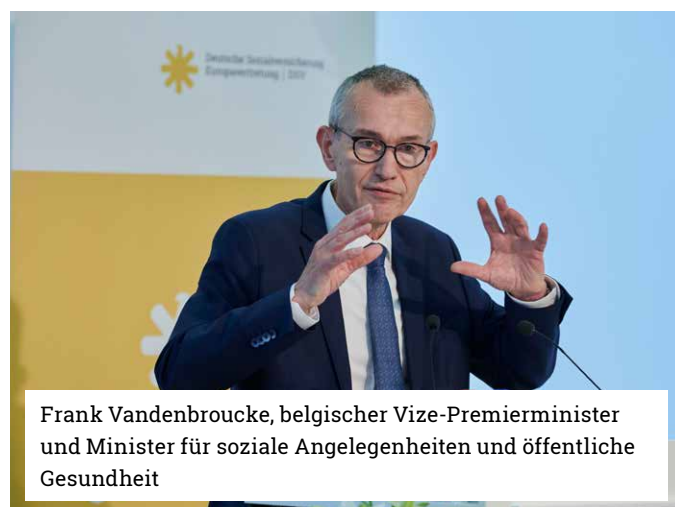 Deutsche Sozialversicherung
Europavertretung | DSV
Frank Vandenbroucke, belgischer Vize-Premierminister
und Minister für soziale Angelegenheiten und öffentliche
Gesundheit